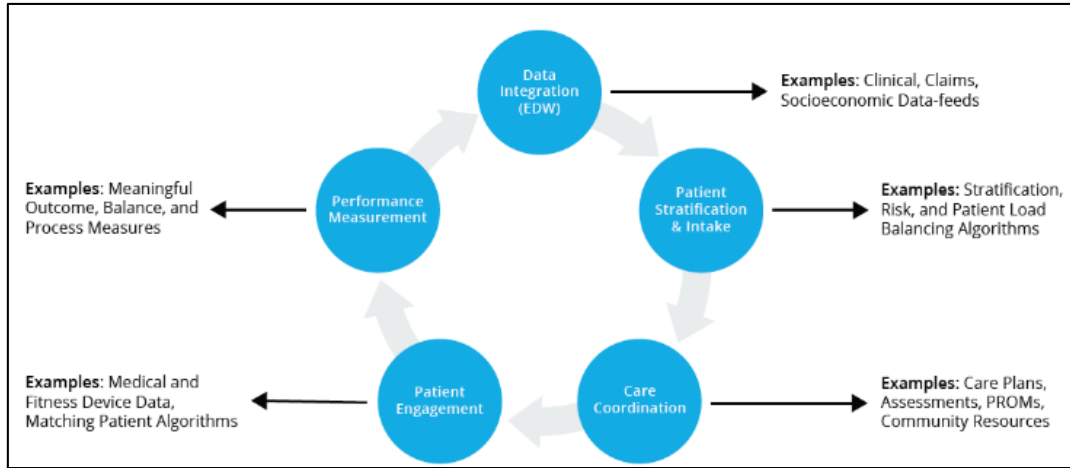 Data
Integration
(EDW)
Examples: Clinical, Claims,
Socioeconomic Data-feeds
Patient
Stratification
& Intake
Examples: Stratification,
Risk, and Patient Load
Balancing Algorithms
Care
Coordination
Examples: Care Plans,
Assessments, PROMs,
Community Resources
Patient
Engagement
Examples: Medical and
Fitness Device Data,
Matching Patient Algorithms
Performance
Measurement
Examples: Meaningful
Outcome, Balance, and
Process Measures